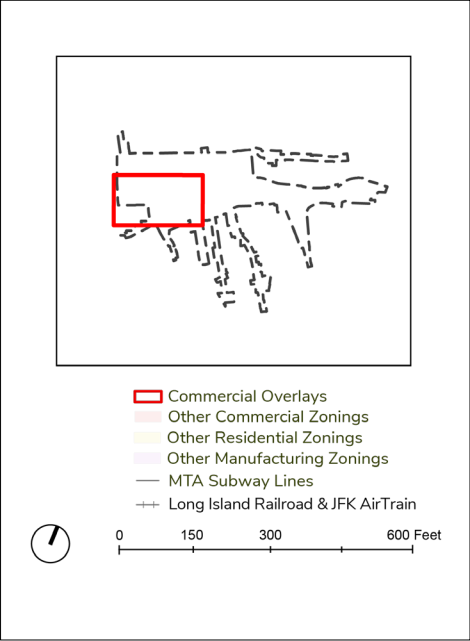 Commercial Overlays
Other Commercial Zonings
Other Residential Zonings
Other Manufacturing Zonings
MTA Subway Lines
Long Island Railroad & JFK AirTrain
0 150 300 600 Feet